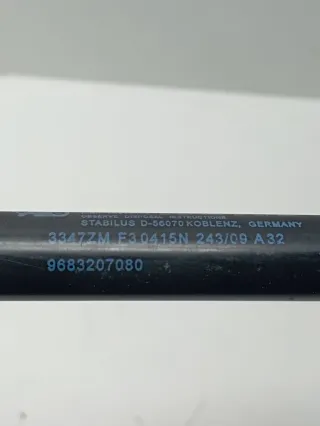 OBSERVE DISPOSAL INSTRUCTIONS
STABILUS D-56070 KOBLENZ, GERMANY
3347ZM F3 0415N 243/09 A32
9683207080